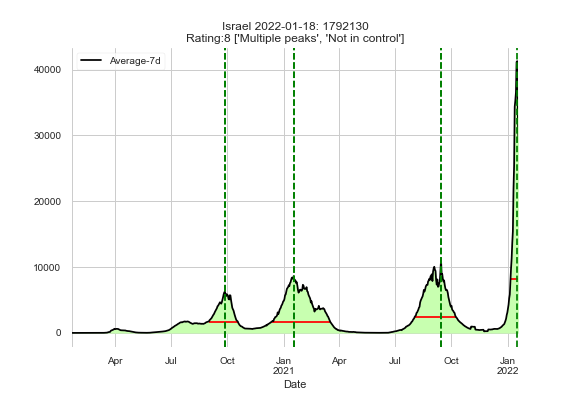 Israel 2022-01-18: 1792130
Rating:8 ['Multiple peaks', 'Not in control']
Average-7d
40000
30000
20000
10000
0
Apr Jul Oct Jan Apr Jul Oct Jan
2021 2022
Date